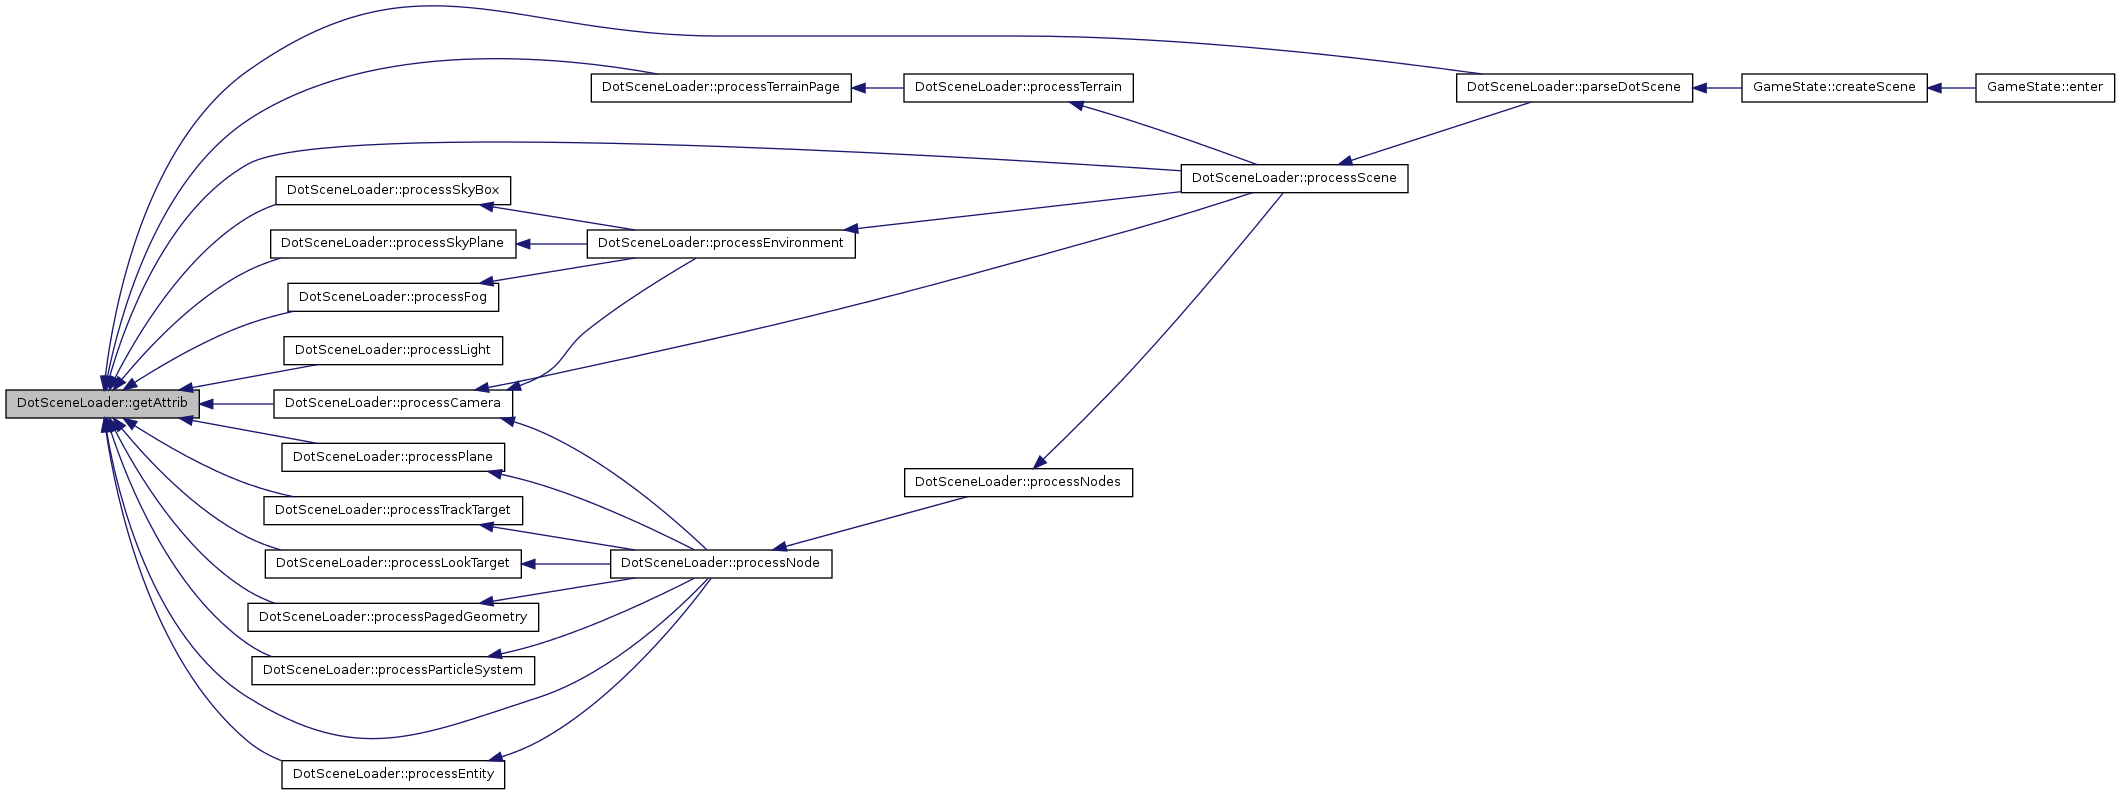 DotSceneLoader::processTerrainPage
DotSceneLoader::processTerrain
DotSceneLoader::parseDotScene
GameState::createScene
GameState::enter
DotSceneLoader::processScene
DotSceneLoader::processSkyBox
DotSceneLoader::processSkyPlane
DotSceneLoader::processEnvironment
DotSceneLoader::processFog
DotSceneLoader::processLight
DotSceneLoader::getAttrib
DotSceneLoader::processCamera
DotSceneLoader::processPlane
DotSceneLoader::processNodes
DotSceneLoader::processTrackTarget
DotSceneLoader::processLookTarget
DotSceneLoader::processNode
DotSceneLoader::processPagedGeometry
DotSceneLoader::processParticleSystem
DotSceneLoader::processEntity